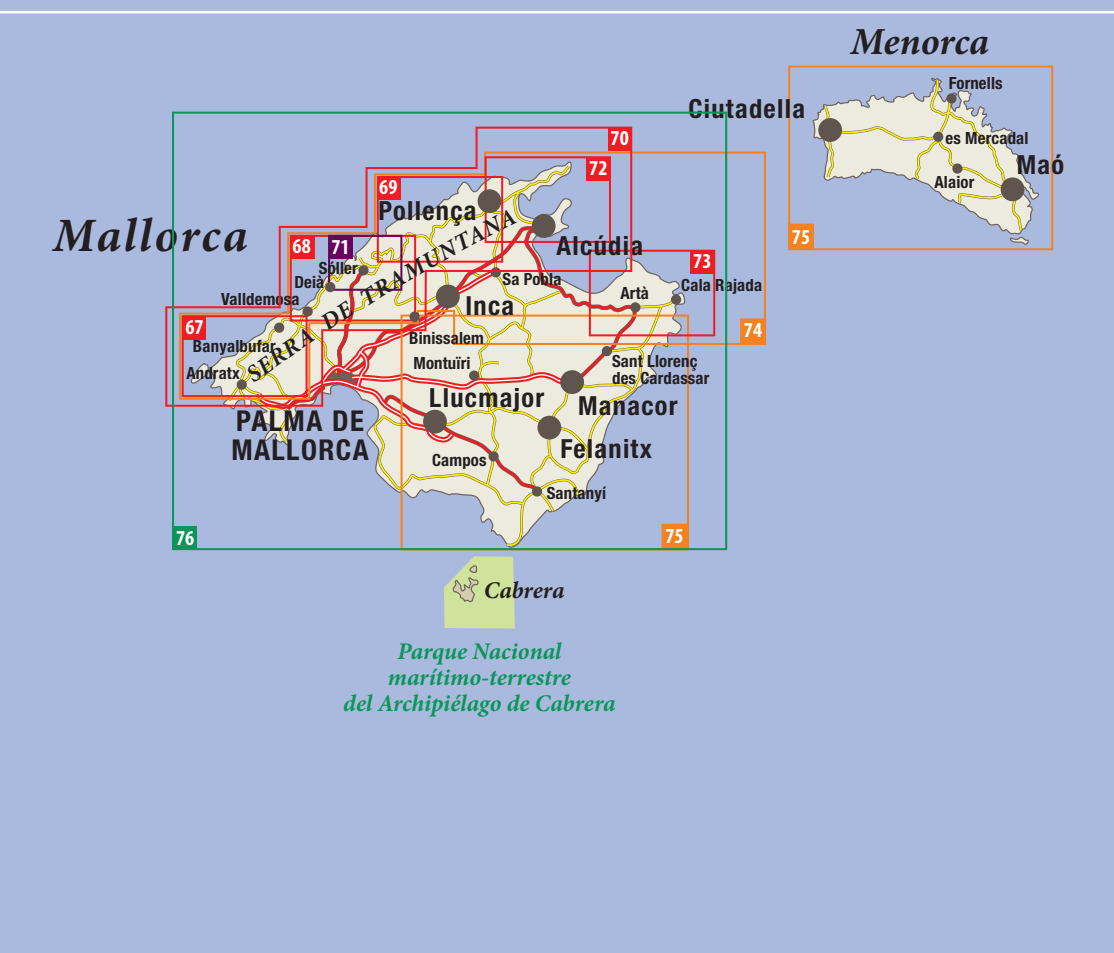 Menorca
Fornells
Ciutadella
es Mercadal
Alaior
Maó
75
70
72
69
Pollença
Mallorca
68
71
Alcúdia
73
Sóller
Sa Pobla
Deià
SERRA DE TRAMUNTANA
Cala Rajada
Artà
Valldemosa
Inca
67
74
Banyalbufar
Binissalem
Andratx
Montuïri
Sant Llorenç
des Cardassar
Llucmajor
Manacor
PALMA DE
MALLORCA
Felanitx
Campos
Santanyí
76
75
Cabrera
Parque Nacional
marítimo-terrestre
del Archipiélago de Cabrera